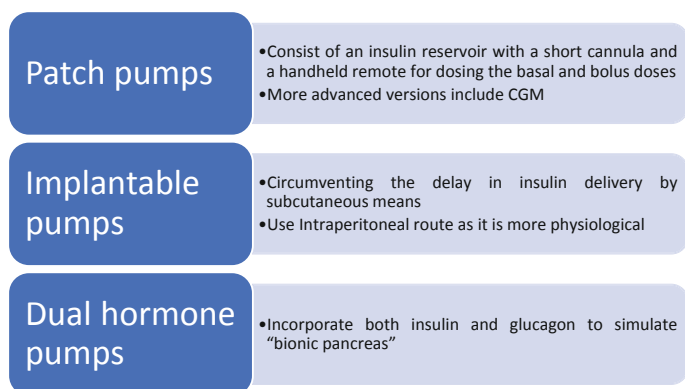 Patch pumps
•Consist of an insulin reservoir with a short cannula and
a handheld remote for dosing the basal and bolus doses
•More advanced versions include CGM
Implantable
pumps
•Circumventing the delay in insulin delivery by
subcutaneous means
•Use Intraperitoneal route as it is more physiological
Dual hormone
pumps
•Incorporate both insulin and glucagon to simulate
“bionic pancreas”